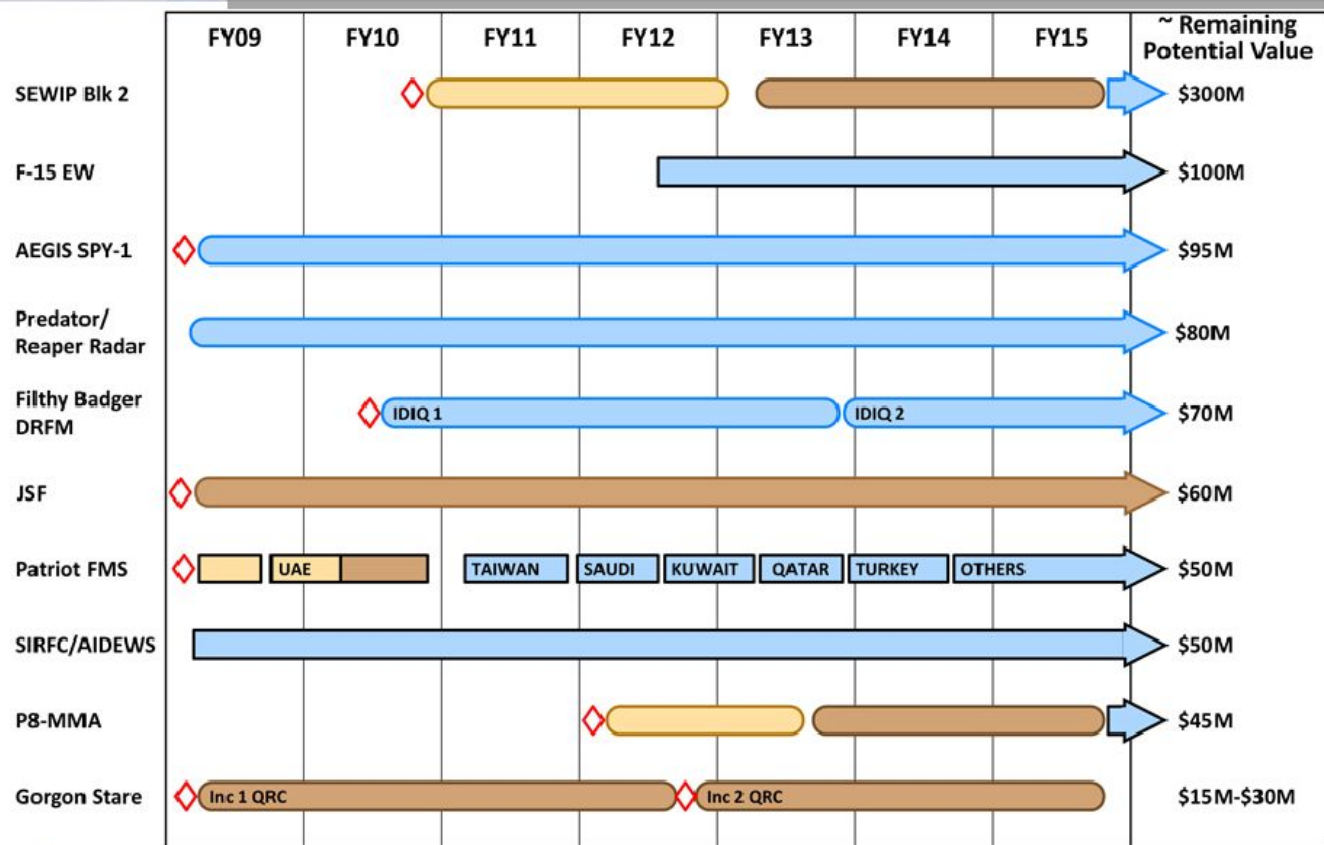 FY09 FY10 FY11 FY12 FY13 FY14 FY15 ~ Remaining
Potential Value
SEWIP Blk 2 $300M
F-15 EW $100M
AEGIS SPY-1 $95M
Predator/
Reaper Radar $80M
Filthy Badger
DRFM IDIQ 1 IDIQ 2 $70M
JSF $60M
Patriot FMS UAE TAIWAN SAUDI KUWAIT QATAR TURKEY OTHERS $50M
SIRFC/AIDEWS $50M
P8-MMA $45M
Gorgon Stare Inc 1 QRC Inc 2 QRC $15M-$30M